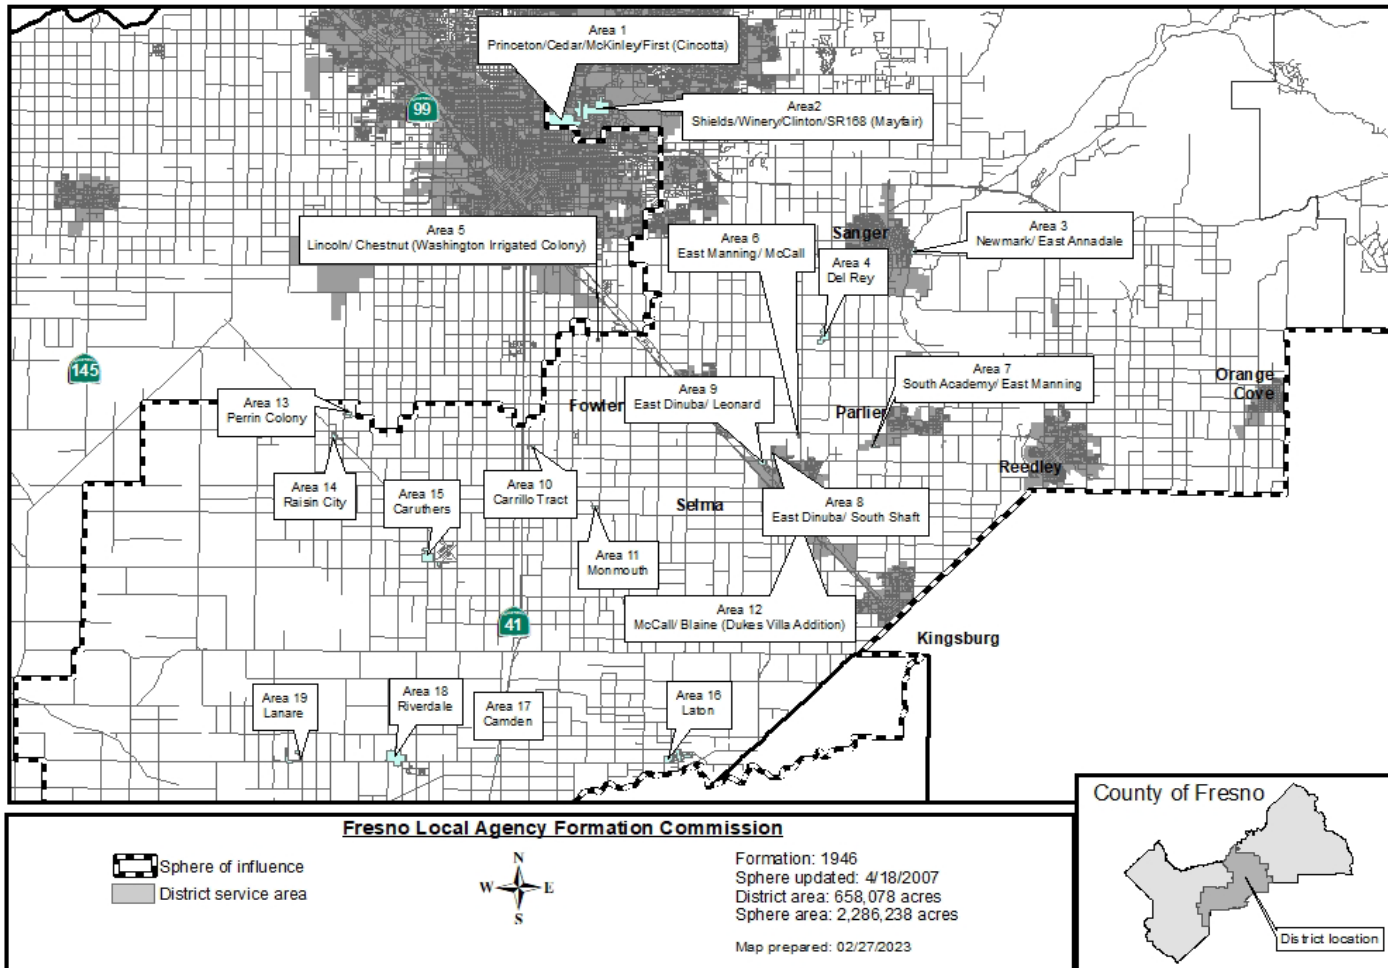 Area 1
Princeton/Cedar/McKinley/First (Cincotta)
99
Area2
Shields/Winery/Clinton/SR168 (Mayfair)
Area 5
Lincoln/ Chestnut (Washington Irrigated Colony)
Area 6
East Manning/ McCall
Sanger
Area 4
Del Rey
Area 3
Newmark/ East Annadale
145
Area 13
Perrin Colony
Fowler
Area 9
East Dinuba/ Leonard
Parlier
Area 7
South Academy/ East Manning
Orange
Cove
Area 14
Raisin City
Area 15
Caruthers
Area 10
Carrillo Tract
Selma
Reedley
Area 8
East Dinuba/ South Shaft
Area 11
Monmouth
41
Area 12
McCall/ Blaine (Dukes Villa Addition)
Kingsburg
Area 19
Lanare
Area 18
Riverdale
Area 17
Camden
Area 16
Laton
County of Fresno
District location
Fresno Local Agency Formation Commission
Sphere of influence
District service area
N
W
E
S
Formation: 1946
Sphere updated: 4/18/2007
District area: 658,078 acres
Sphere area: 2,286,238 acres
Map prepared: 02/27/2023